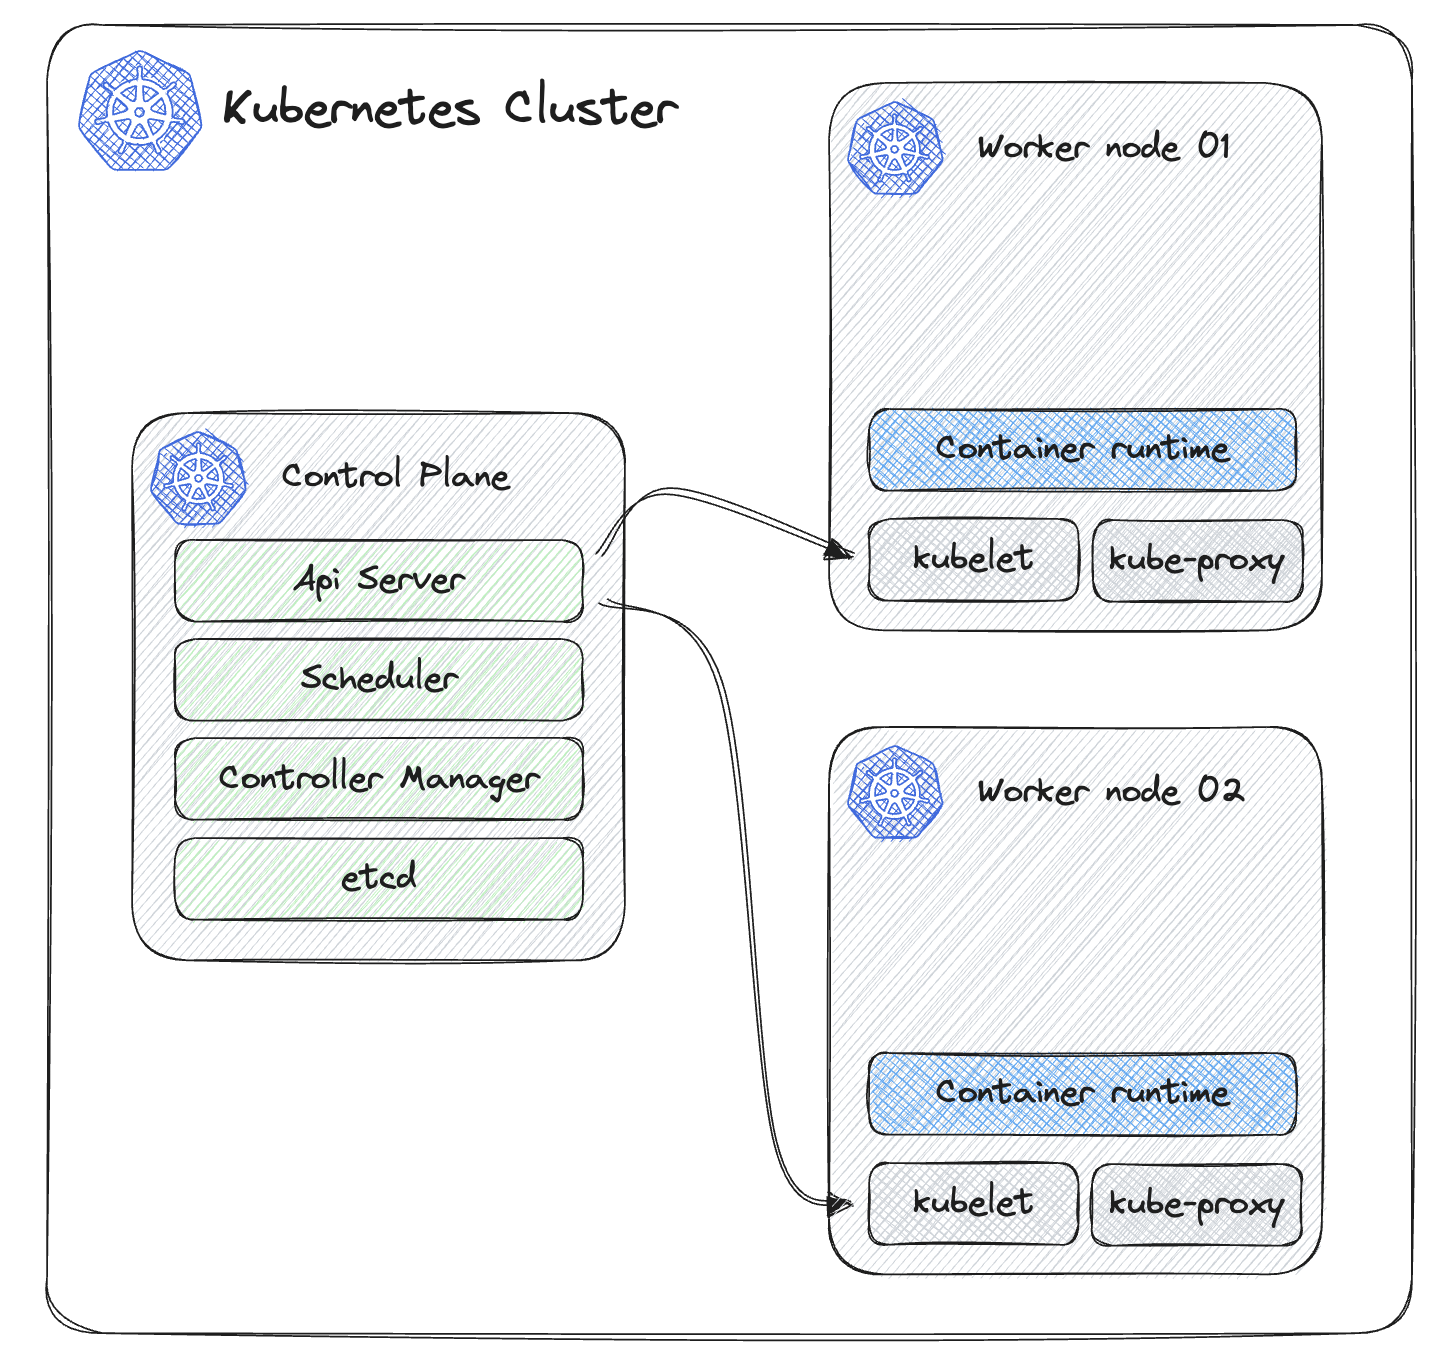 Kubernetes Cluster
Worker node 01
Container runtime
kubelet
kube-proxy
Control Plane
Api Server
Scheduler
Controller Manager
etcd
Worker node 02
Container runtime
kubelet
kube-proxy